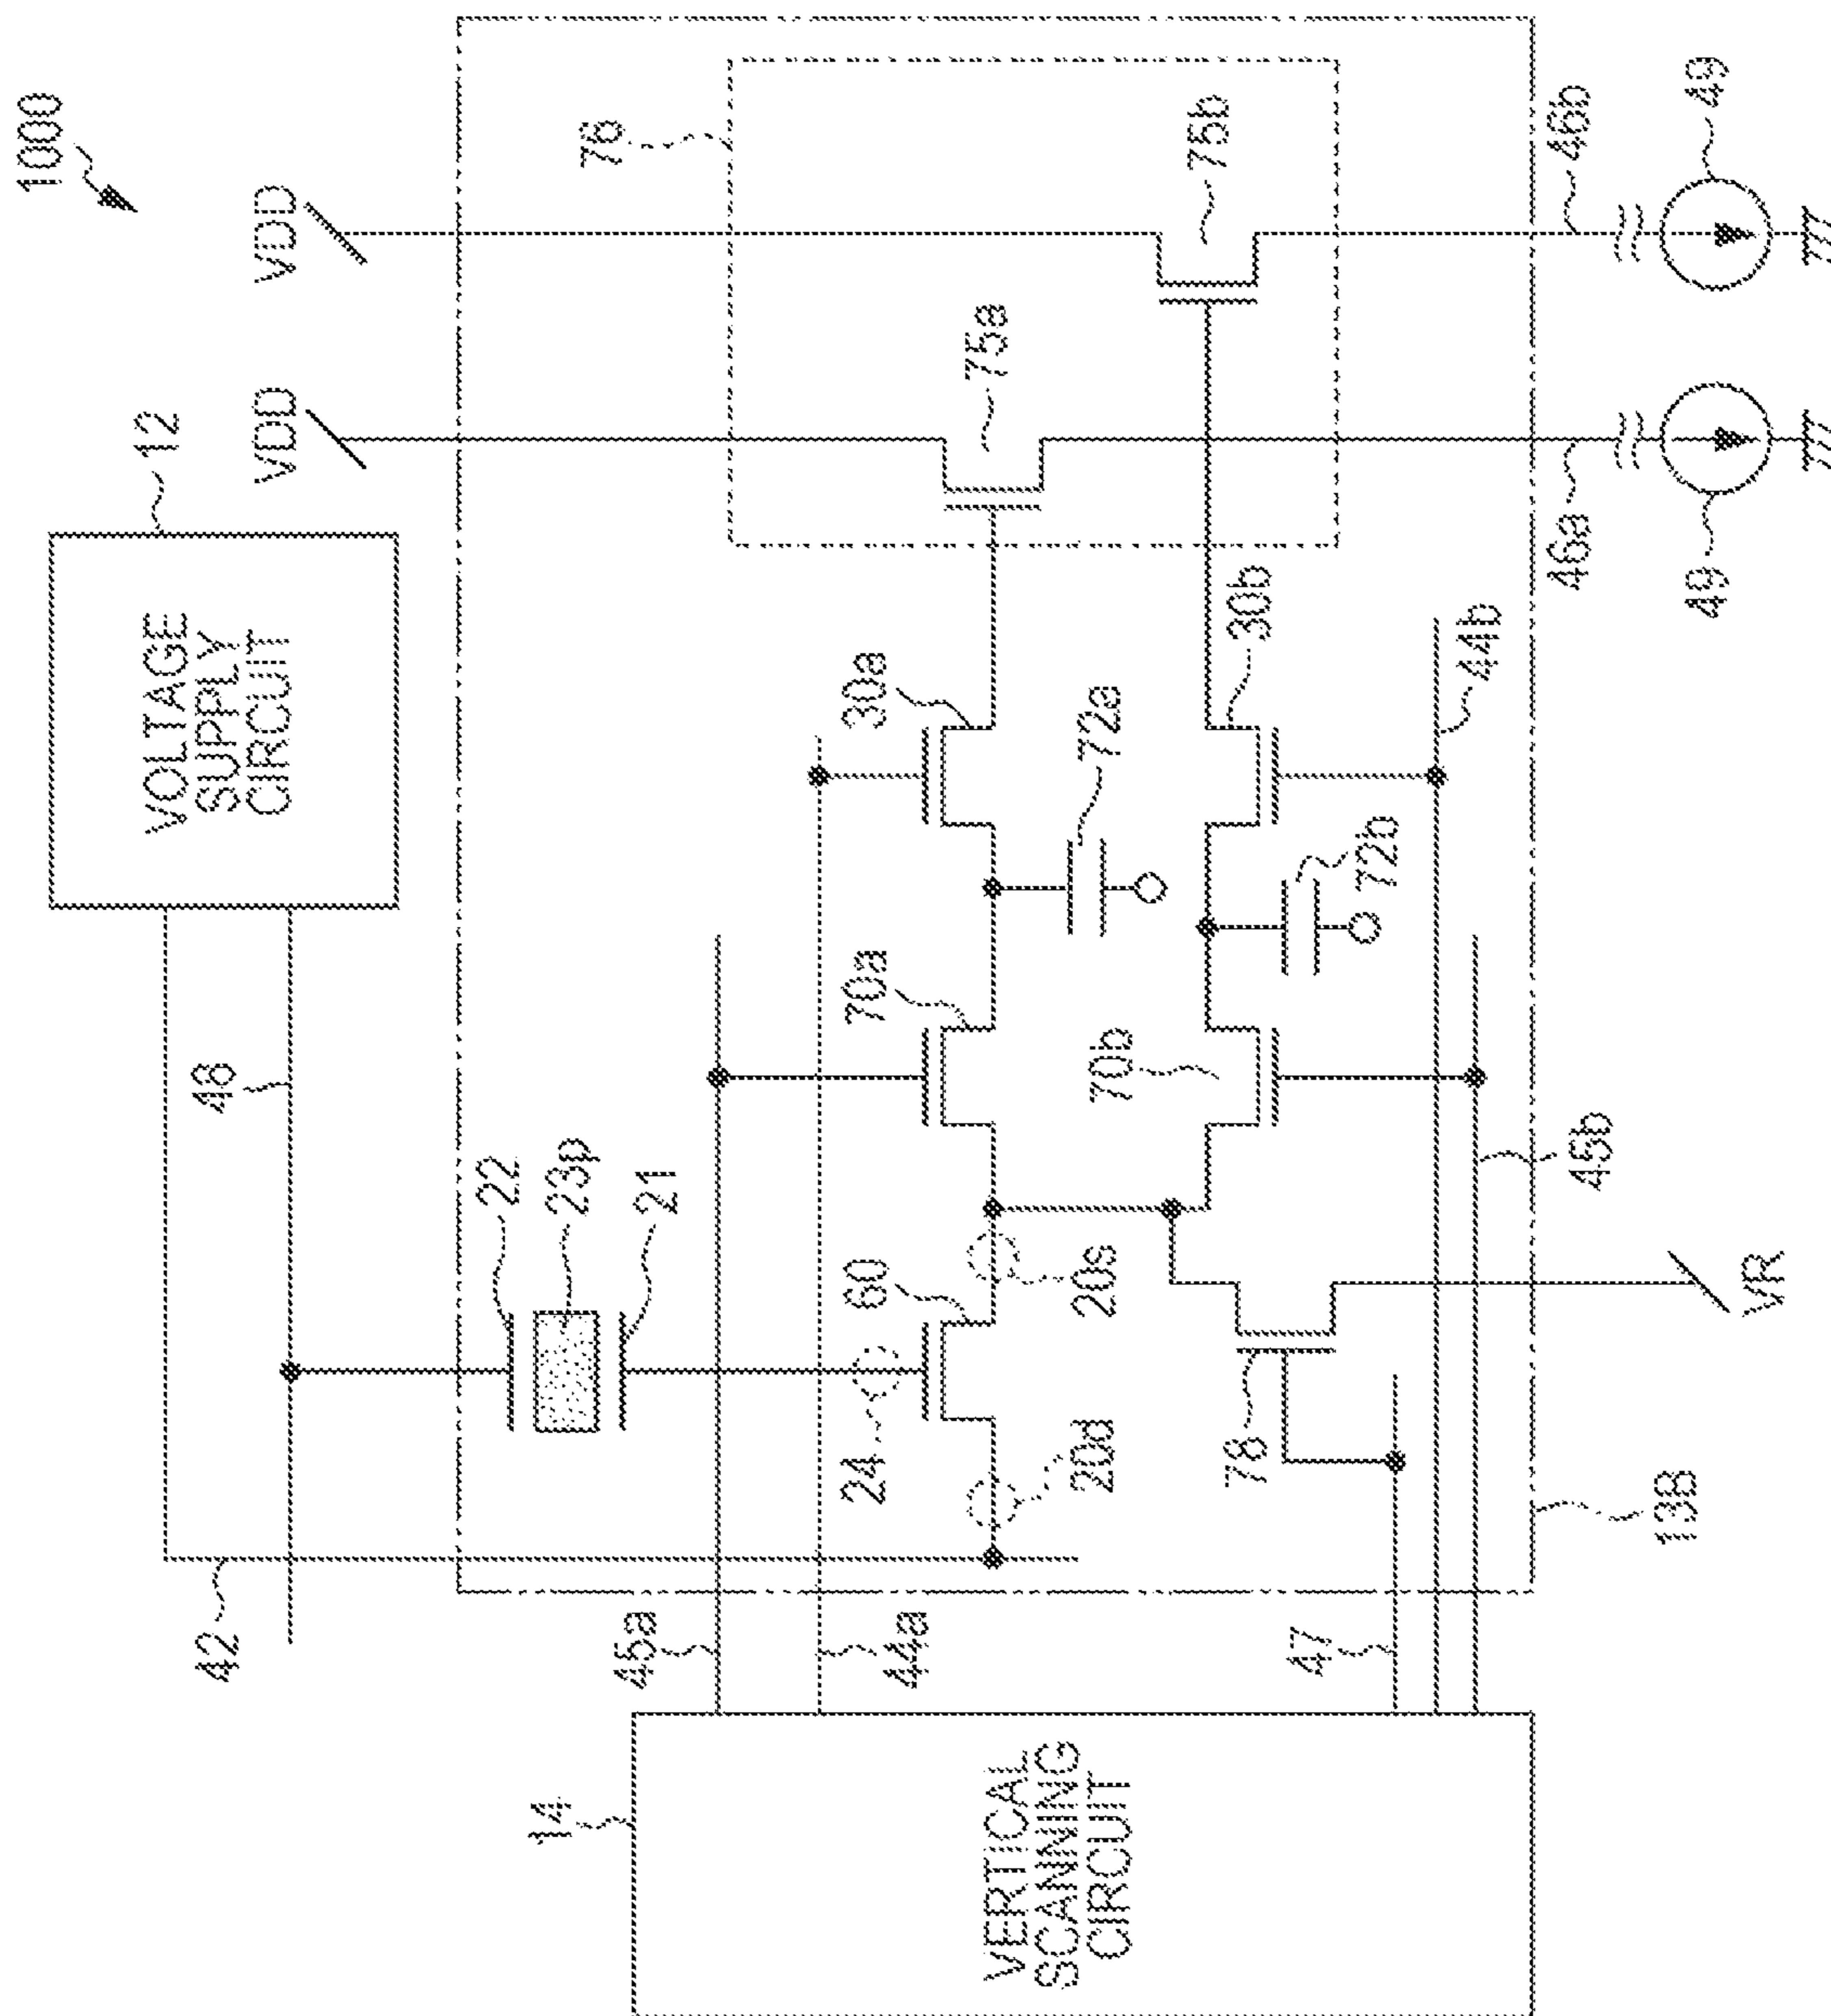 1000
VDD
VDD
12
VOLTAGE
SUPPLY
CIRCUIT
76
75b
75a
46b
49
46a
49
48
42
22
23p
21
30a
72a
30b
44b
70a
72b
70b
45b
60
20s
24
20d
78
VR
13B
45a
44a
47
14
VERTICAL
SCANNING
CIRCUIT